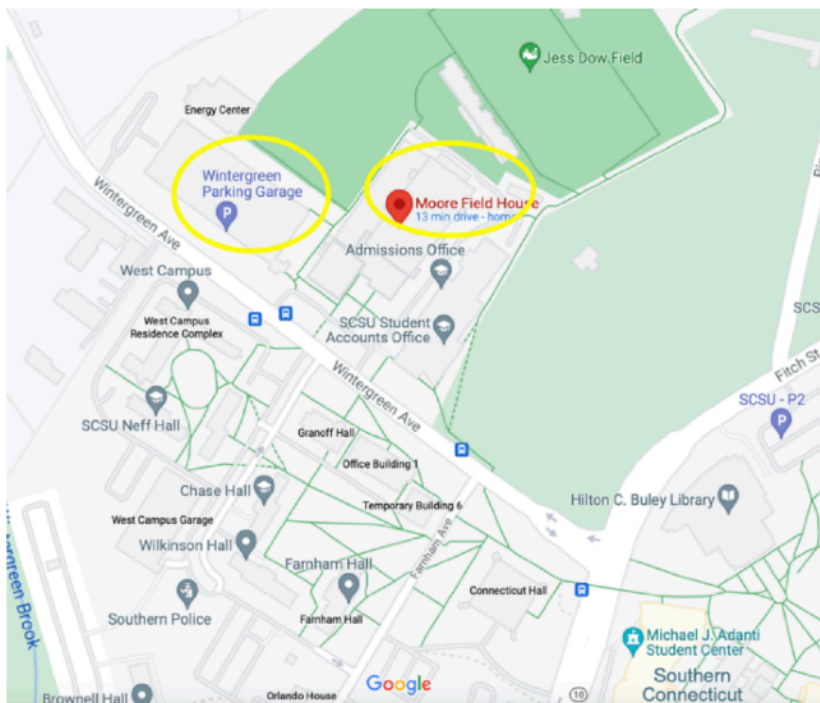 Jess Dow Field
Energy Center
Wintergreen
Parking Garage
P
Moore Field House
13 min drive - home
Wintergreen Ave
Admissions Office
West Campus
West Campus
Residence Complex
SCSU Student
Accounts Office
SCS
Fitch St
Wintergreen Ave
SCSU - P2
P
SCSU Neff Hall
Granoff Hall
Office Building 1
Chase Hall
Temporary Building 6
Hilton C. Buley Library
West Campus Garage
Wilkinson Hall
Farnham Hall
Farnham Ave
Connecticut Hall
Southern Police
Farnham Hall
Michael J. Adanti
Student Center
Southern
Connecticut
Google
10
Brownell Hall
Orlando House